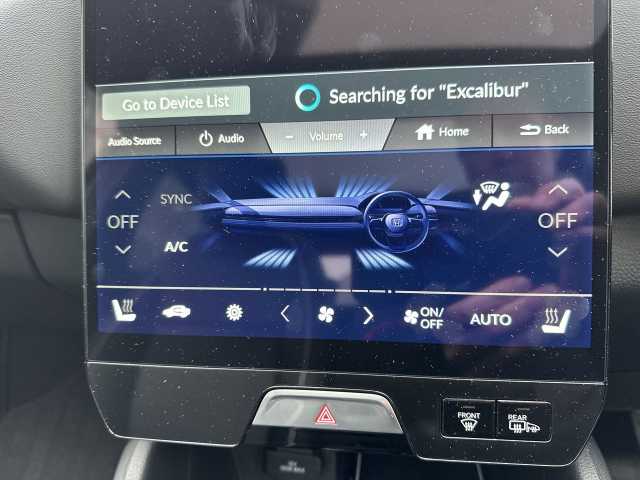 Go to Device List
Searching for "Excalibur"
Audio Source
Audio
− Volume +
Home
Back
OFF
SYNC
A/C
OFF
ON/
OFF
AUTO
FRONT
REAR